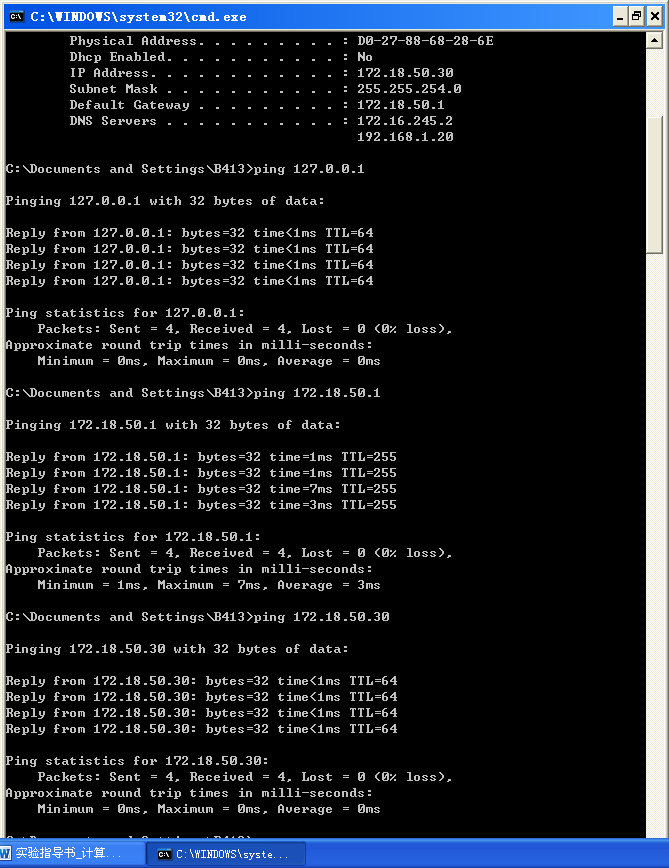 C:\WINDOWS\system32\cmd.exe
Physical Address. . . . . . . . . : D0-27-88-68-28-6E
Dhcp Enabled. . . . . . . . . . . : No
IP Address. . . . . . . . . . . . : 172.18.50.30
Subnet Mask . . . . . . . . . . . : 255.255.254.0
Default Gateway . . . . . . . . . : 172.18.50.1
DNS Servers . . . . . . . . . . . : 172.16.245.2
192.168.1.20
C:\Documents and Settings\B413>ping 127.0.0.1
Pinging 127.0.0.1 with 32 bytes of data:
Reply from 127.0.0.1: bytes=32 time<1ms TTL=64
Reply from 127.0.0.1: bytes=32 time<1ms TTL=64
Reply from 127.0.0.1: bytes=32 time<1ms TTL=64
Reply from 127.0.0.1: bytes=32 time<1ms TTL=64
Ping statistics for 127.0.0.1:
Packets: Sent = 4, Received = 4, Lost = 0 (0% loss),
Approximate round trip times in milli-seconds:
Minimum = 0ms, Maximum = 0ms, Average = 0ms
C:\Documents and Settings\B413>ping 172.18.50.1
Pinging 172.18.50.1 with 32 bytes of data:
Reply from 172.18.50.1: bytes=32 time=1ms TTL=255
Reply from 172.18.50.1: bytes=32 time=1ms TTL=255
Reply from 172.18.50.1: bytes=32 time=7ms TTL=255
Reply from 172.18.50.1: bytes=32 time=3ms TTL=255
Ping statistics for 172.18.50.1:
Packets: Sent = 4, Received = 4, Lost = 0 (0% loss),
Approximate round trip times in milli-seconds:
Minimum = 1ms, Maximum = 7ms, Average = 3ms
C:\Documents and Settings\B413>ping 172.18.50.30
Pinging 172.18.50.30 with 32 bytes of data:
Reply from 172.18.50.30: bytes=32 time<1ms TTL=64
Reply from 172.18.50.30: bytes=32 time<1ms TTL=64
Reply from 172.18.50.30: bytes=32 time<1ms TTL=64
Reply from 172.18.50.30: bytes=32 time<1ms TTL=64
Ping statistics for 172.18.50.30:
Packets: Sent = 4, Received = 4, Lost = 0 (0% loss),
Approximate round trip times in milli-seconds:
Minimum = 0ms, Maximum = 0ms, Average = 0ms
实验指导书_计算... C:\WINDOWS\syste...